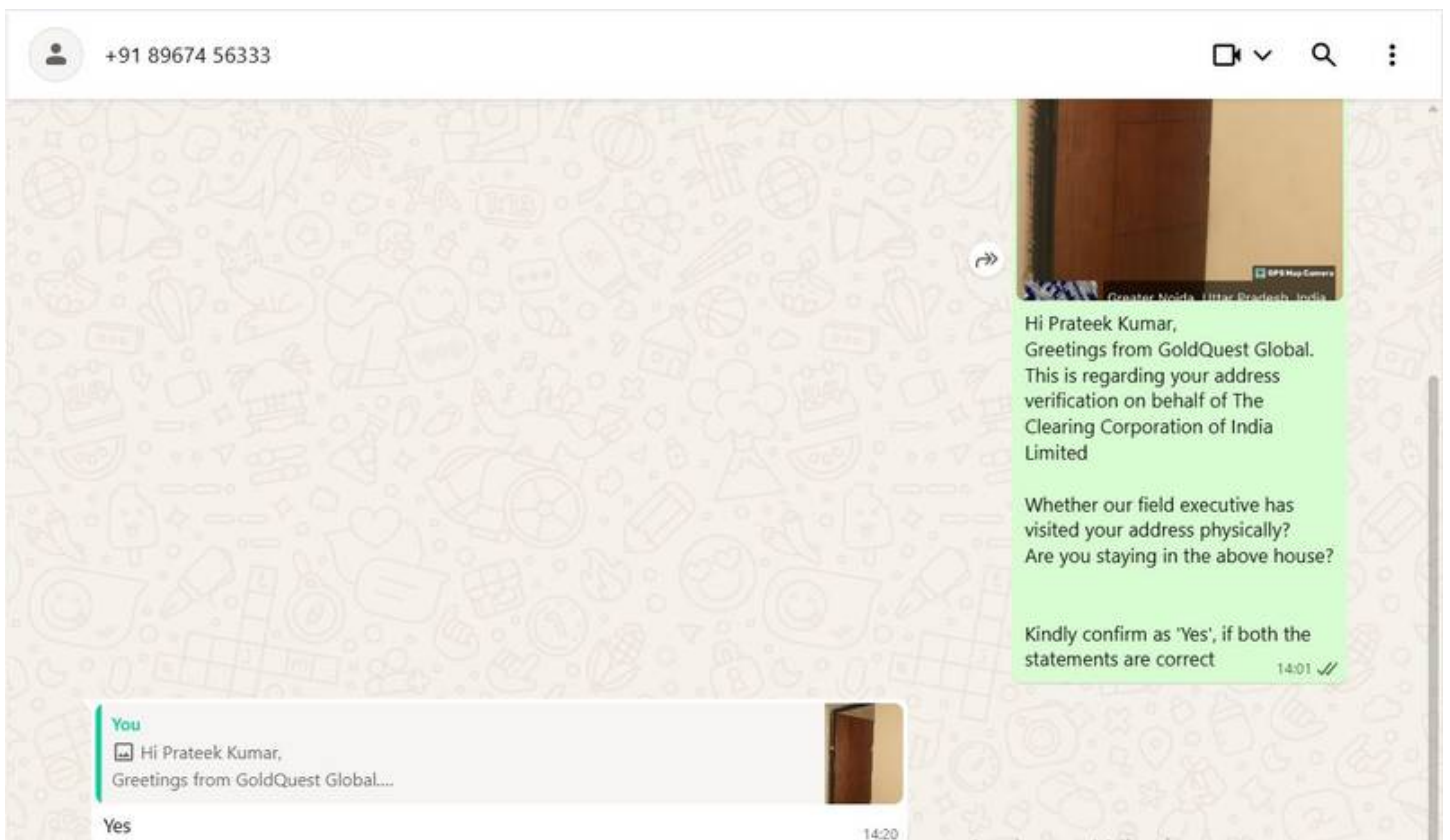 +91 89674 56333
GPS Map Camera
Greater Noida, Uttar Pradesh, India
Hi Prateek Kumar,
Greetings from GoldQuest Global.
This is regarding your address
verification on behalf of The
Clearing Corporation of India
Limited
Whether our field executive has
visited your address physically?
Are you staying in the above house?
Kindly confirm as 'Yes', if both the
statements are correct
14:01
You
Hi Prateek Kumar,
Greetings from GoldQuest Global....
Yes
14:20